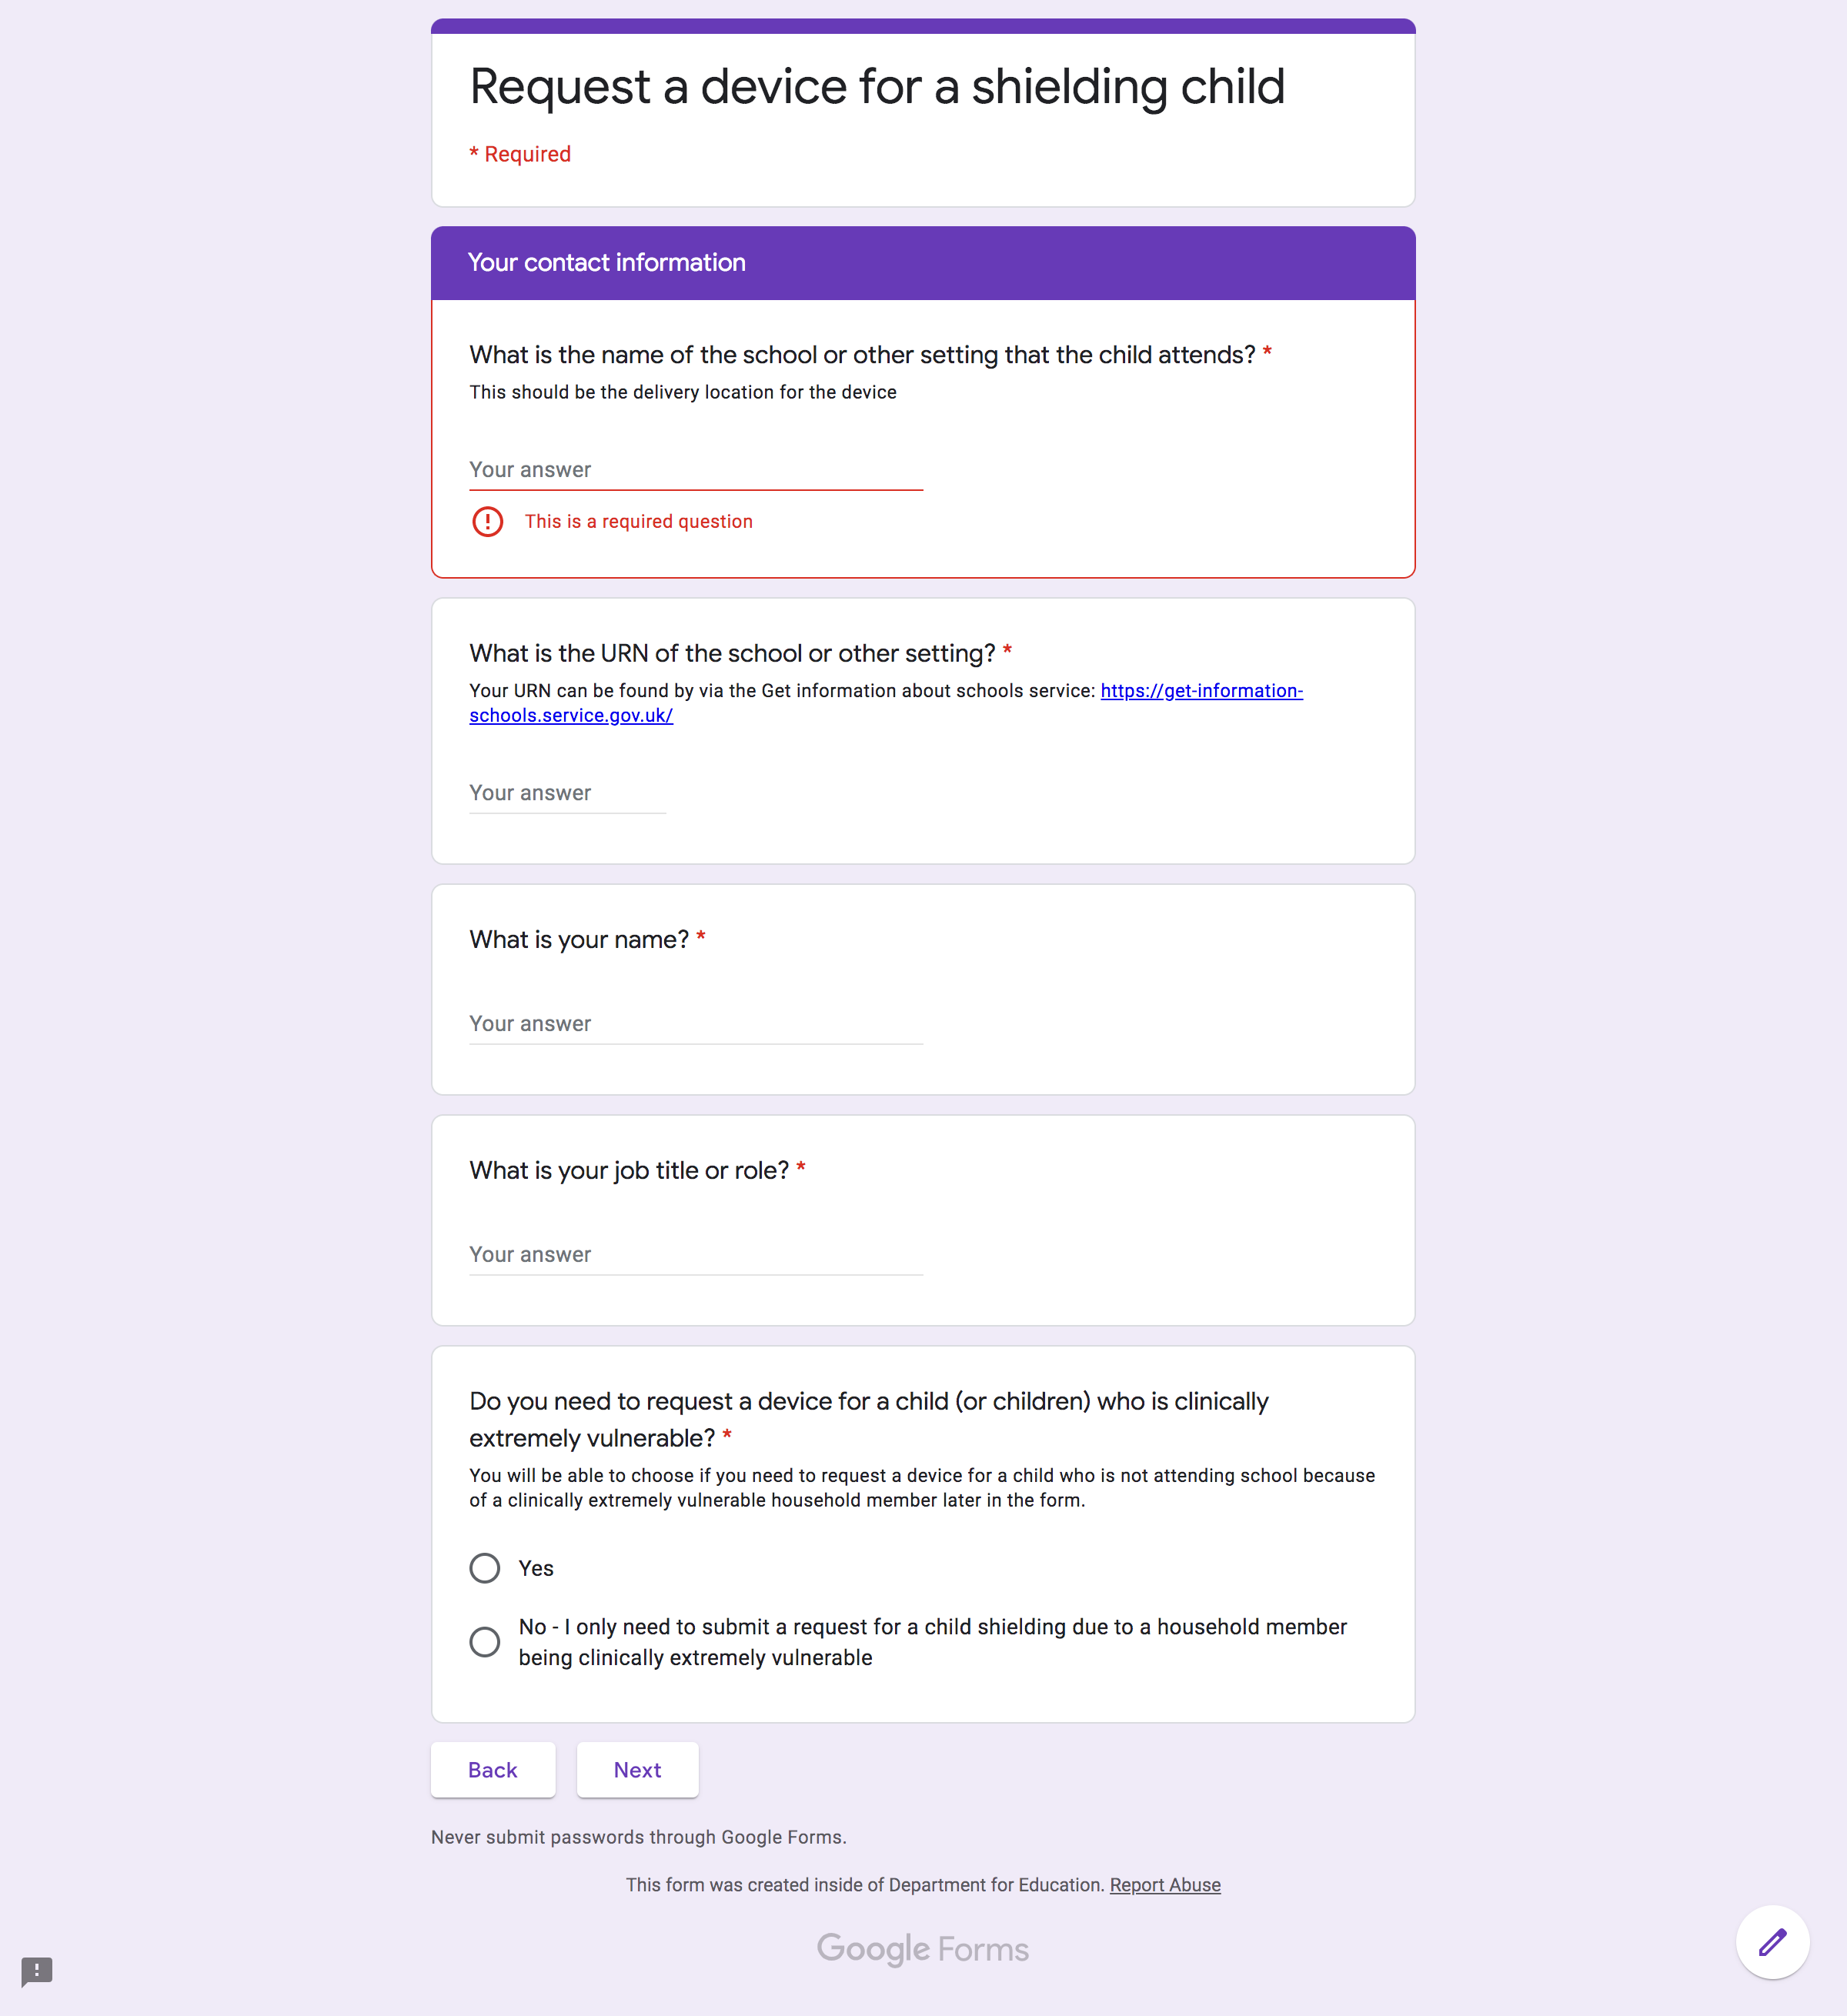 Request a device for a shielding child
* Required
Your contact information
What is the name of the school or other setting that the child attends? *
This should be the delivery location for the device
Your answer
This is a required question
What is the URN of the school or other setting? *
Your URN can be found by via the Get information about schools service: https://get-information-
schools.service.gov.uk/
Your answer
What is your name? *
Your answer
What is your job title or role? *
Your answer
Do you need to request a device for a child (or children) who is clinically
extremely vulnerable? *
You will be able to choose if you need to request a device for a child who is not attending school because
of a clinically extremely vulnerable household member later in the form.
Yes
No - I only need to submit a request for a child shielding due to a household member
being clinically extremely vulnerable
Back Next
Never submit passwords through Google Forms.
This form was created inside of Department for Education. Report Abuse
Google Forms